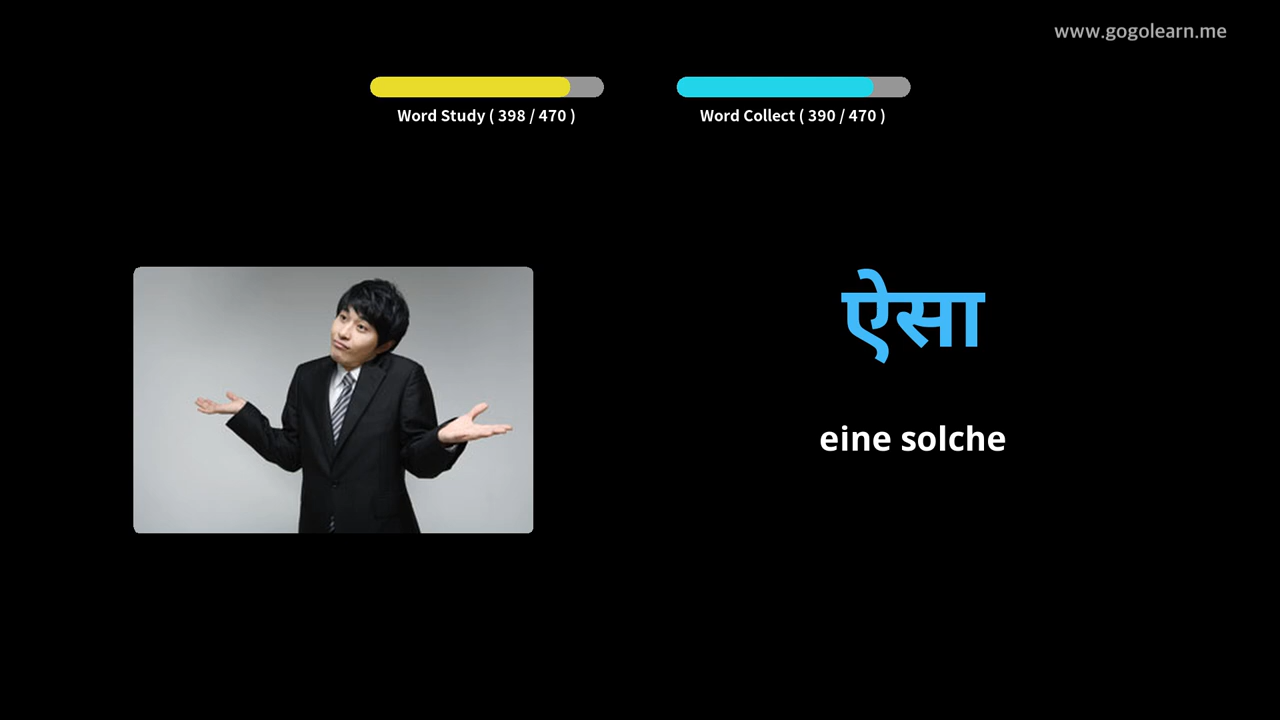 www.gogolearn.me
Word Study ( 398 / 470 )
Word Collect ( 390 / 470 )
ऐसा
eine solche